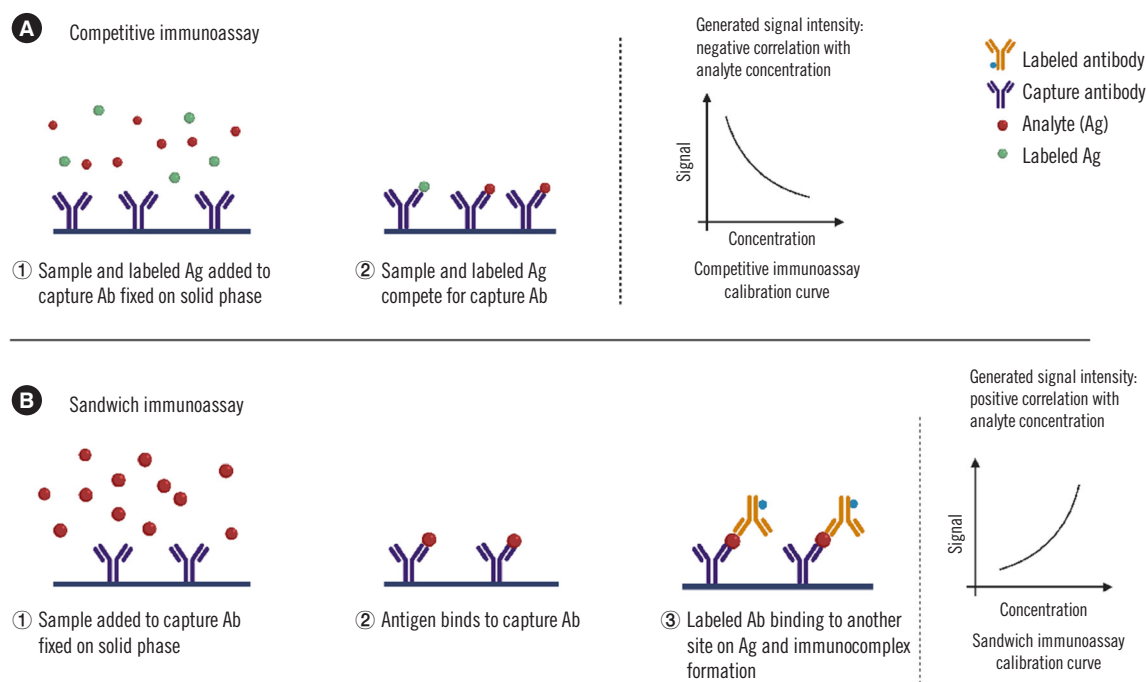 A Competitive immunoassay
Generated signal intensity:
negative correlation with
analyte concentration
Signal
Concentration
Competitive immunoassay
calibration curve
Labeled antibody
Capture antibody
Analyte (Ag)
Labeled Ag
① Sample and labeled Ag added to
capture Ab fixed on solid phase
② Sample and labeled Ag
compete for capture Ab
B Sandwich immunoassay
Generated signal intensity:
positive correlation with
analyte concentration
Signal
Concentration
Sandwich immunoassay
calibration curve
① Sample added to capture Ab
fixed on solid phase
② Antigen binds to capture Ab
③ Labeled Ab binding to another
site on Ag and immunocomplex
formation